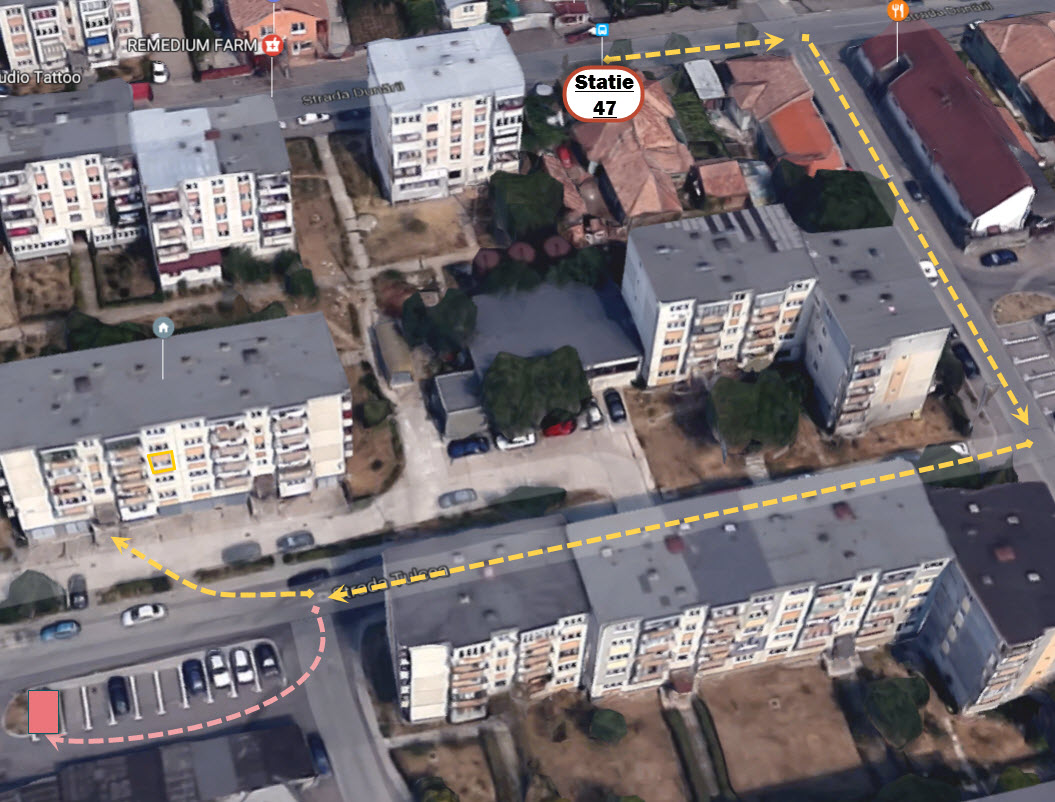 Strada Dunării
REMEDIUM FARM
udio Tattoo
Strada Dunării
Statie
47
Strada Tulcea